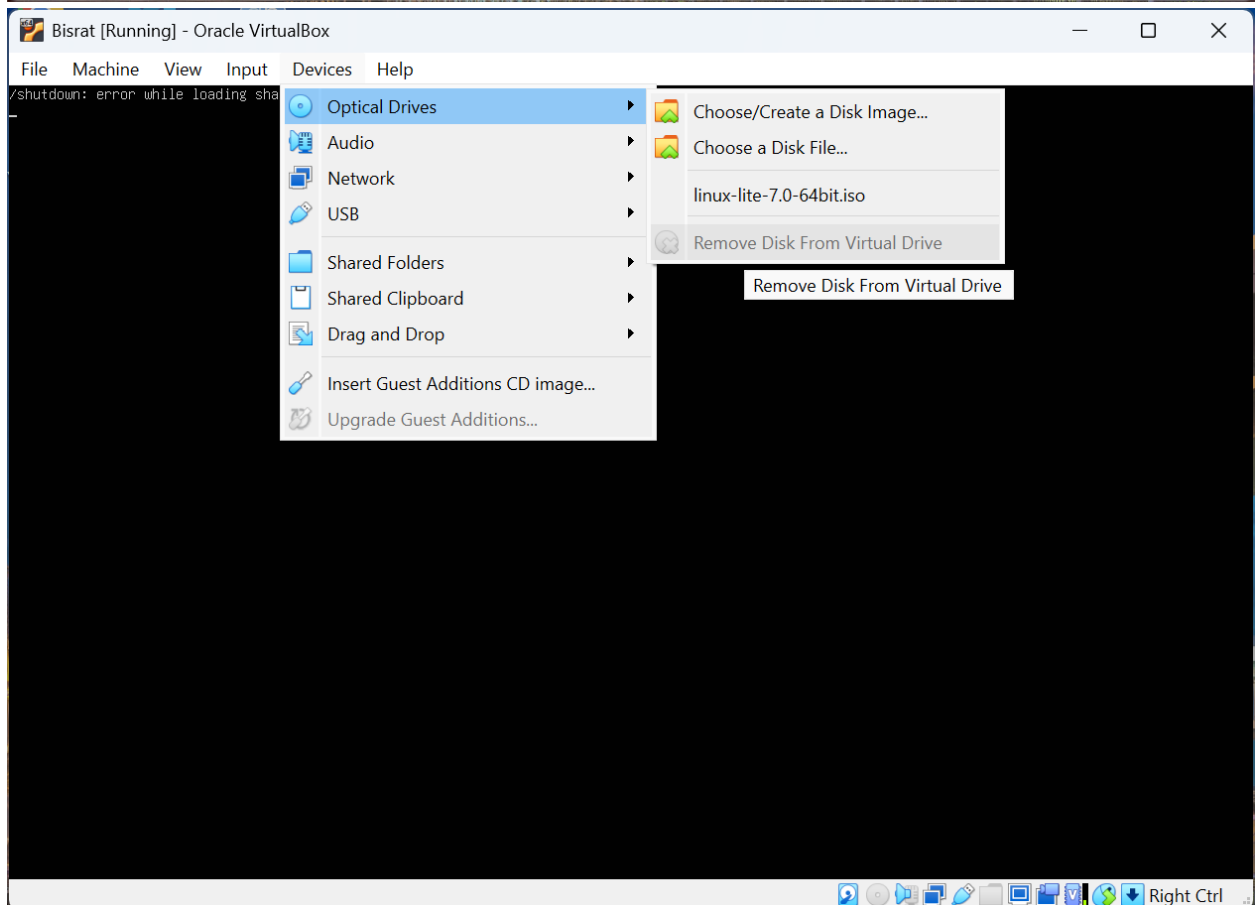 Bisrat [Running] - Oracle VirtualBox
File Machine View Input Devices Help
/shutdown: error while loading sha
Optical Drives
Audio
Network
USB
Shared Folders
Shared Clipboard
Drag and Drop
Insert Guest Additions CD image...
Upgrade Guest Additions...
Choose/Create a Disk Image...
Choose a Disk File...
linux-lite-7.0-64bit.iso
Remove Disk From Virtual Drive
Remove Disk From Virtual Drive
Right Ctrl